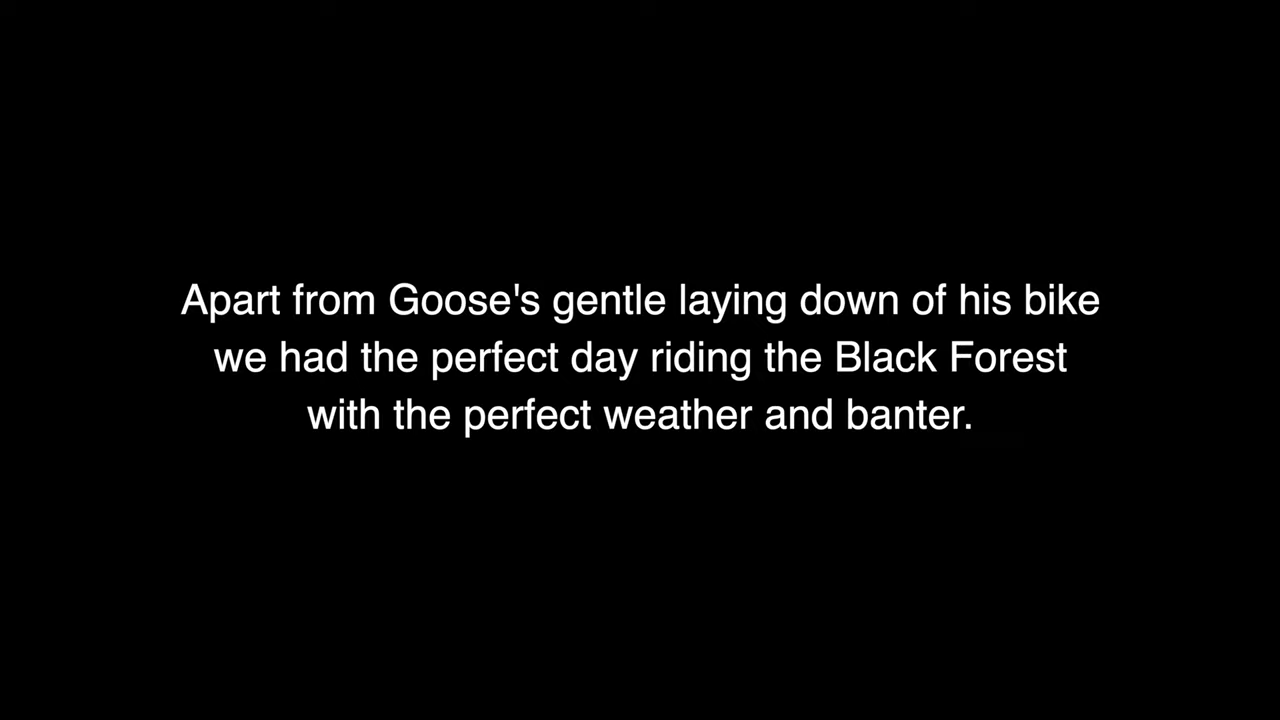 Apart from Goose's gentle laying down of his bike
we had the perfect day riding the Black Forest
with the perfect weather and banter.